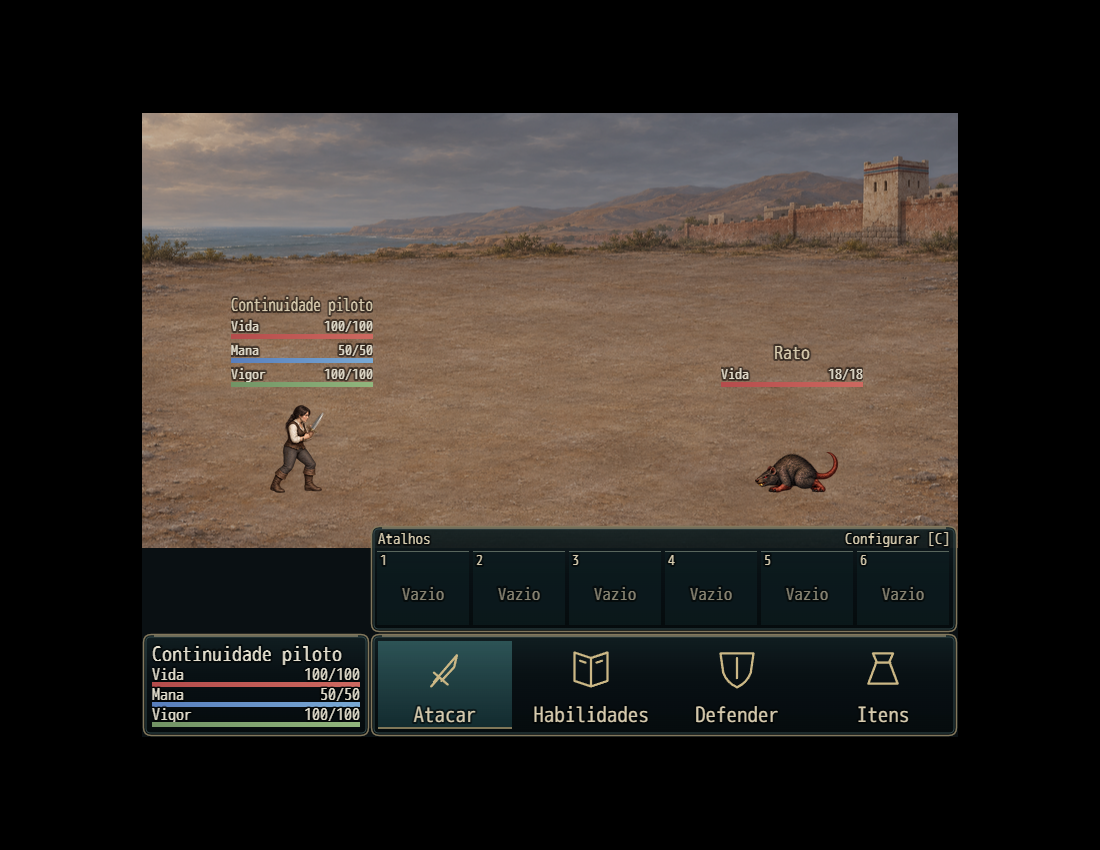 Continuidade piloto
Vida 100/100
Mana 50/50
Vigor 100/100
Rato
Vida 18/18
Atalhos Configurar [C]
1 2 3 4 5 6
Vazio Vazio Vazio Vazio Vazio Vazio
Continuidade piloto
Vida 100/100
Mana 50/50
Vigor 100/100
Atacar Habilidades Defender Itens